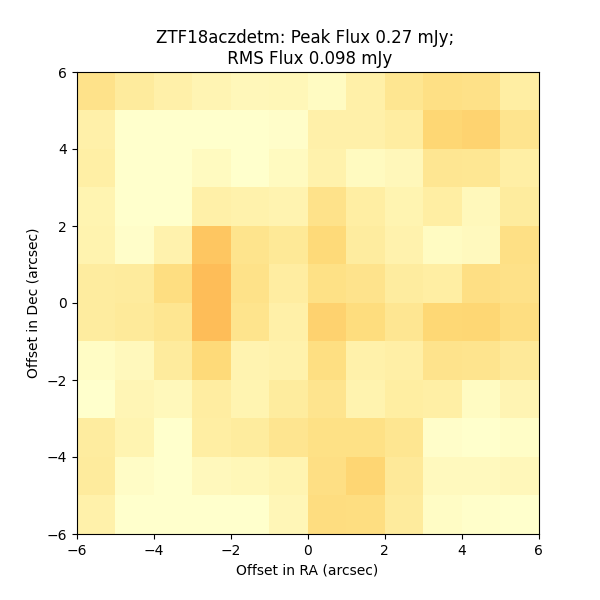 ZTF18aczdetm: Peak Flux 0.27 mJy;
RMS Flux 0.098 mJy
6
4
2
0
−2
−4
−6
Offset in Dec (arcsec)
−6 −4 −2 0 2 4 6
Offset in RA (arcsec)